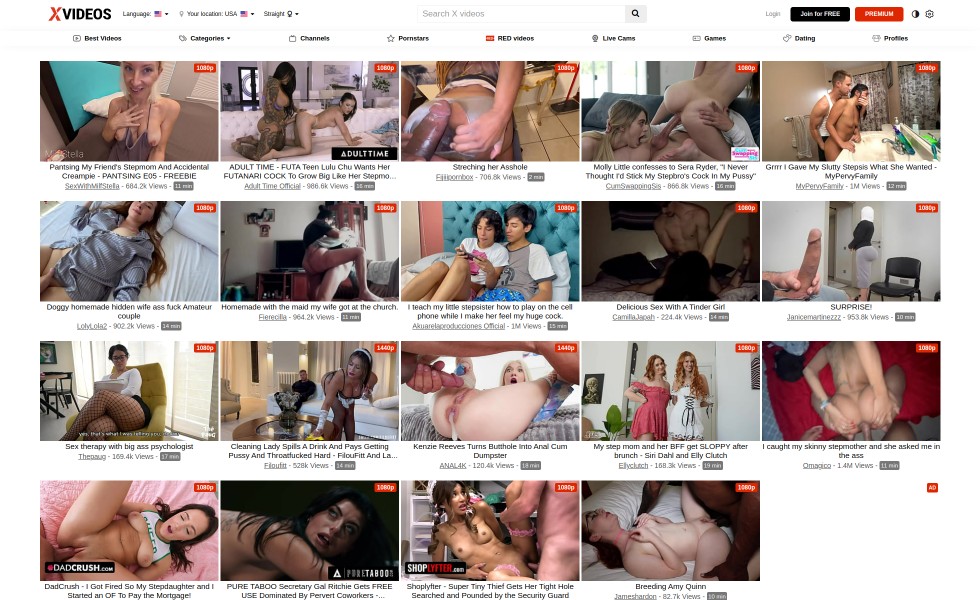 XVIDEOS
Language:
Your location: USA
Straight
Search X videos
Login
Join for FREE
PREMIUM
Best Videos
Categories
Channels
Pornstars
RED videos
Live Cams
Games
Dating
Profiles
1080p
Pantsing My Friend's Stepmom And Accidental
Creampie - PANTSING E05 - FREEBIE
SexWithMilfStella - 664.2k Views - 11 min
1080p
ADULTTIME
ADULT TIME - FUTA Teen Lulu Chu Wants Her
FUTANARI COCK To Grow Big Like Her Stepmo...
Adult Time Official - 986.6k Views - 16 min
1080p
Streching her Asshole
Fijilipornbox - 706.8k Views - 2 min
1080p
Molly Little confesses to Sera Ryder, "I Never
Thought I'd Stick My Stepbro's Cock In My Pussy"
CumSwappingSis - 866.8k Views - 16 min
1080p
Grrrr I Gave My Slutty Stepsis What She Wanted -
MyPervyFamily
MyPervyFamily - 1M Views - 12 min
1080p
Doggy homemade hidden wife ass fuck Amateur
couple
LolyLola2 - 902.2k Views - 14 min
1080p
Homemade with the maid my wife got at the church.
Fierecilla - 964.2k Views - 11 min
1080p
I teach my little stepsister how to play on the cell
phone while I make her feel my huge cock.
Akuarelaproducciones Official - 1M Views - 15 min
1080p
Delicious Sex With A Tinder Girl
CamillaJapah - 224.4k Views - 14 min
1080p
SURPRISE!
Janicemartinezzz - 953.8k Views - 10 min
1080p
yes, that's what I was telling you, doctor
Sex therapy with big ass psychologist
Thepaug - 169.4k Views - 17 min
1440p
Cleaning Lady Spills A Drink And Pays Getting
Pussy And Throatfucked Hard - FilouFitt And La...
Filoufitt - 528k Views - 14 min
1440p
Kenzie Reeves Turns Butthole Into Anal Cum
Dumpster
ANAL4K - 120.4k Views - 18 min
1080p
My step mom and her BFF get SLOPPY after
brunch - Siri Dahl and Elly Clutch
Ellyclutch - 168.3k Views - 19 min
1080p
I caught my skinny stepmother and she asked me in
the ass
Omagico - 1.4M Views - 11 min
1080p
DADCRUSH.COM
DadCrush - I Got Fired So My Stepdaughter and I
Started an OF To Pay the Mortgage!
1080p
PURETABOO
PURE TABOO Secretary Gal Ritchie Gets FREE
USE Dominated By Pervert Coworkers -...
1080p
SHOPLYFTER.com
Shoplyfter - Super Tiny Thief Gets Her Tight Hole
Searched and Pounded by the Security Guard
1080p
Breeding Amy Quinn
Jameshardon - 82.7k Views - 10 min
AD